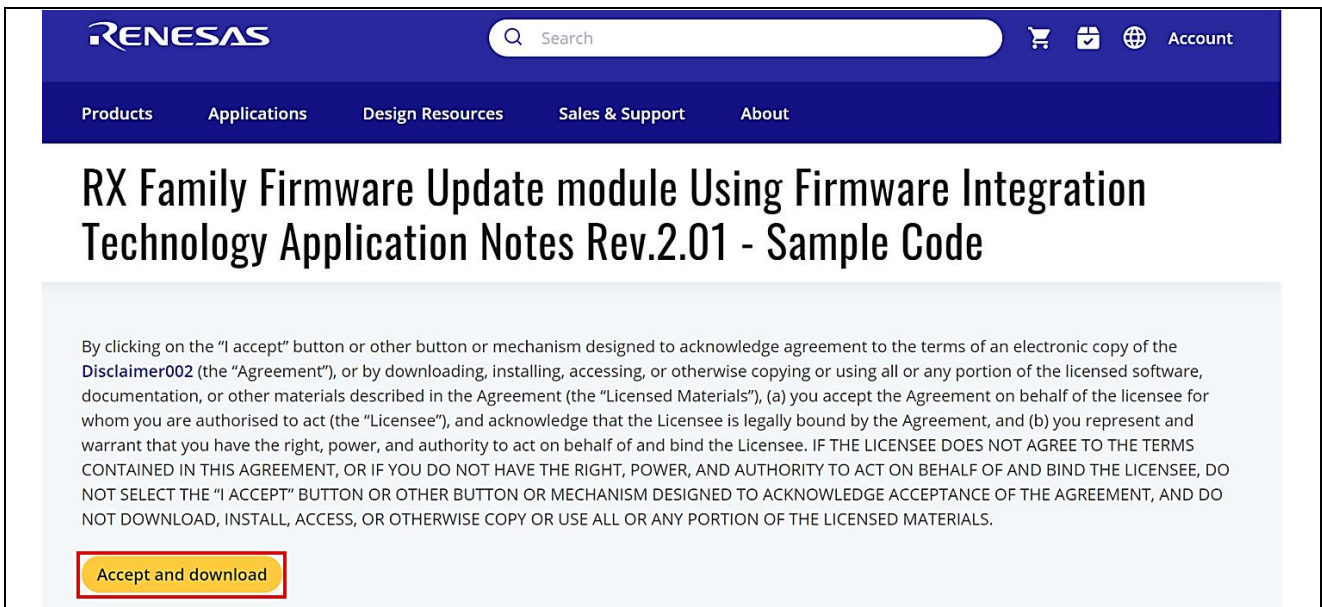 RENESAS
Search
Account
Products Applications Design Resources Sales & Support About
RX Family Firmware Update module Using Firmware Integration
Technology Application Notes Rev.2.01 - Sample Code
By clicking on the “I accept” button or other button or mechanism designed to acknowledge agreement to the terms of an electronic copy of the
Disclaimer002 (the “Agreement”), or by downloading, installing, accessing, or otherwise copying or using all or any portion of the licensed software,
documentation, or other materials described in the Agreement (the “Licensed Materials”), (a) you accept the Agreement on behalf of the licensee for
whom you are authorised to act (the “Licensee”), and acknowledge that the Licensee is legally bound by the Agreement, and (b) you represent and
warrant that you have the right, power, and authority to act on behalf of and bind the Licensee. IF THE LICENSEE DOES NOT AGREE TO THE TERMS
CONTAINED IN THIS AGREEMENT, OR IF YOU DO NOT HAVE THE RIGHT, POWER, AND AUTHORITY TO ACT ON BEHALF OF AND BIND THE LICENSEE, DO
NOT SELECT THE “I ACCEPT” BUTTON OR OTHER BUTTON OR MECHANISM DESIGNED TO ACKNOWLEDGE ACCEPTANCE OF THE AGREEMENT, AND DO
NOT DOWNLOAD, INSTALL, ACCESS, OR OTHERWISE COPY OR USE ALL OR ANY PORTION OF THE LICENSED MATERIALS.
Accept and download